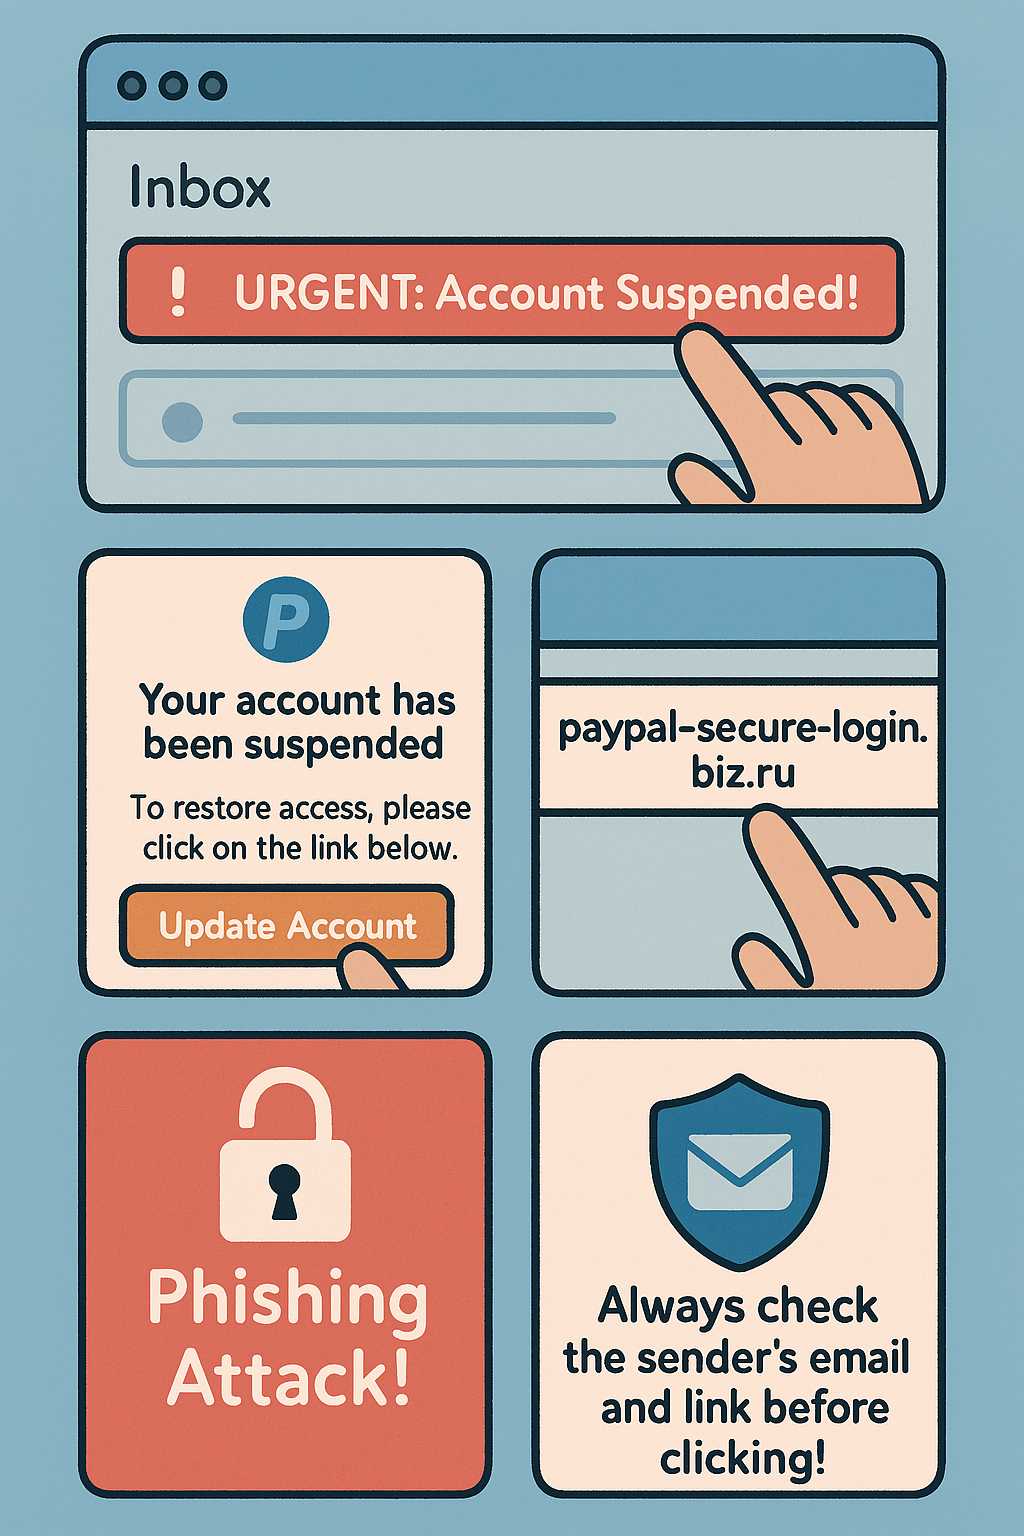 Inbox
! URGENT: Account Suspended!
P
Your account has
been suspended
To restore access, please
click on the link below.
Update Account
paypal-secure-login.
biz.ru
Phishing
Attack!
Always check
the sender's email
and link before
clicking!